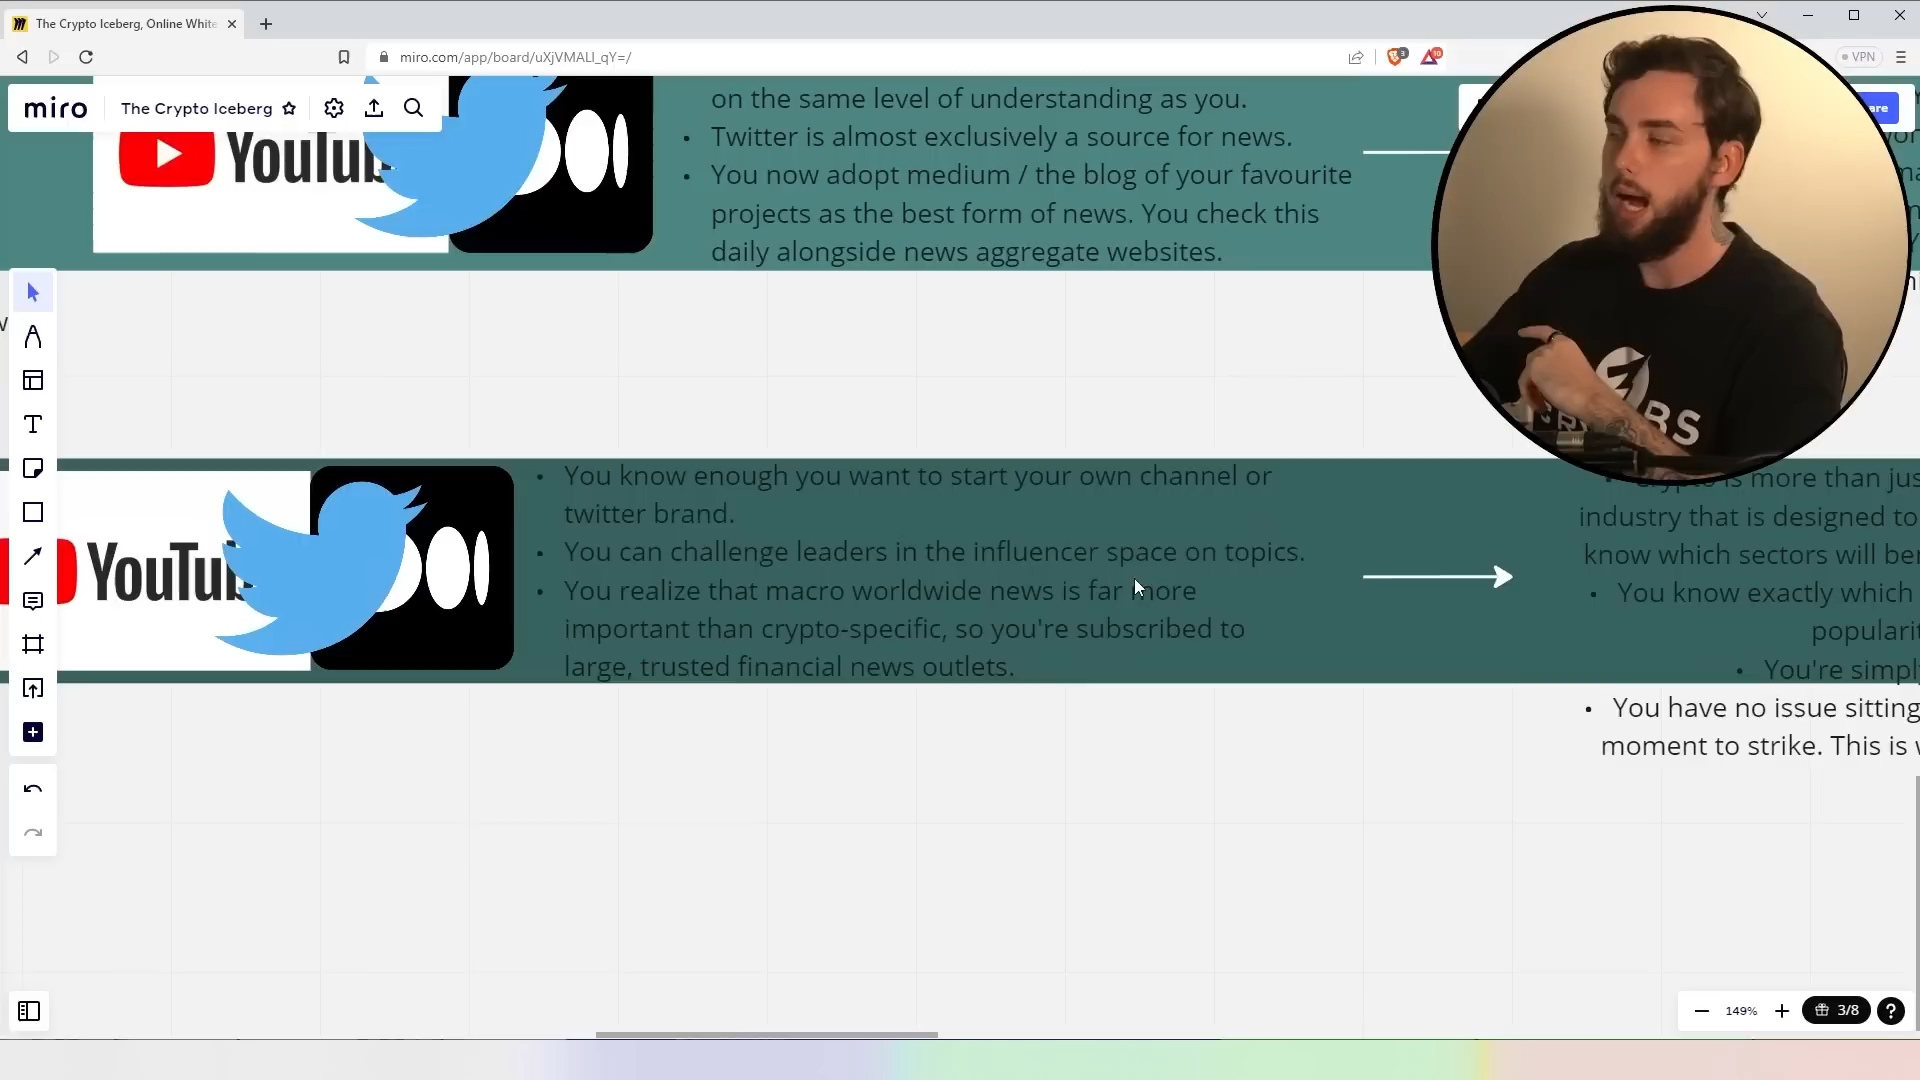 The Crypto Iceberg, Online White
miro.com/app/board/uXjVMALI_qY=/
VPN
miro
The Crypto Iceberg
YouTub
on the same level of understanding as you.
• Twitter is almost exclusively a source for news.
• You now adopt medium / the blog of your favourite
projects as the best form of news. You check this
daily alongside news aggregate websites.
YouTub
• You know enough you want to start your own channel or
twitter brand.
• You can challenge leaders in the influencer space on topics.
• You realize that macro worldwide news is far more
important than crypto-specific, so you're subscribed to
large, trusted financial news outlets.
• Crypto is more than jus
industry that is designed to
know which sectors will be
• You know exactly which
popularit
• You're simpl
• You have no issue sitting
moment to strike. This is
149%
3/8